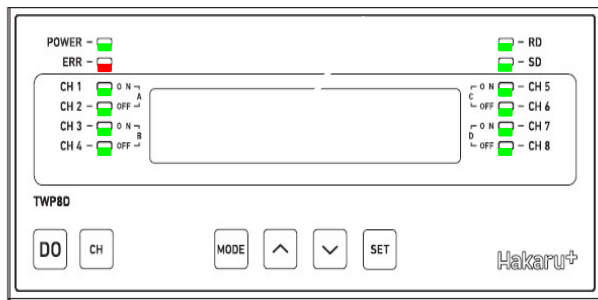 POWER RD
ERR SD
CH 1 ON A C ON CH 5
CH 2 OFF OFF CH 6
CH 3 ON B D ON CH 7
CH 4 OFF OFF CH 8
TWP8D
DO CH MODE SET Hakaru+